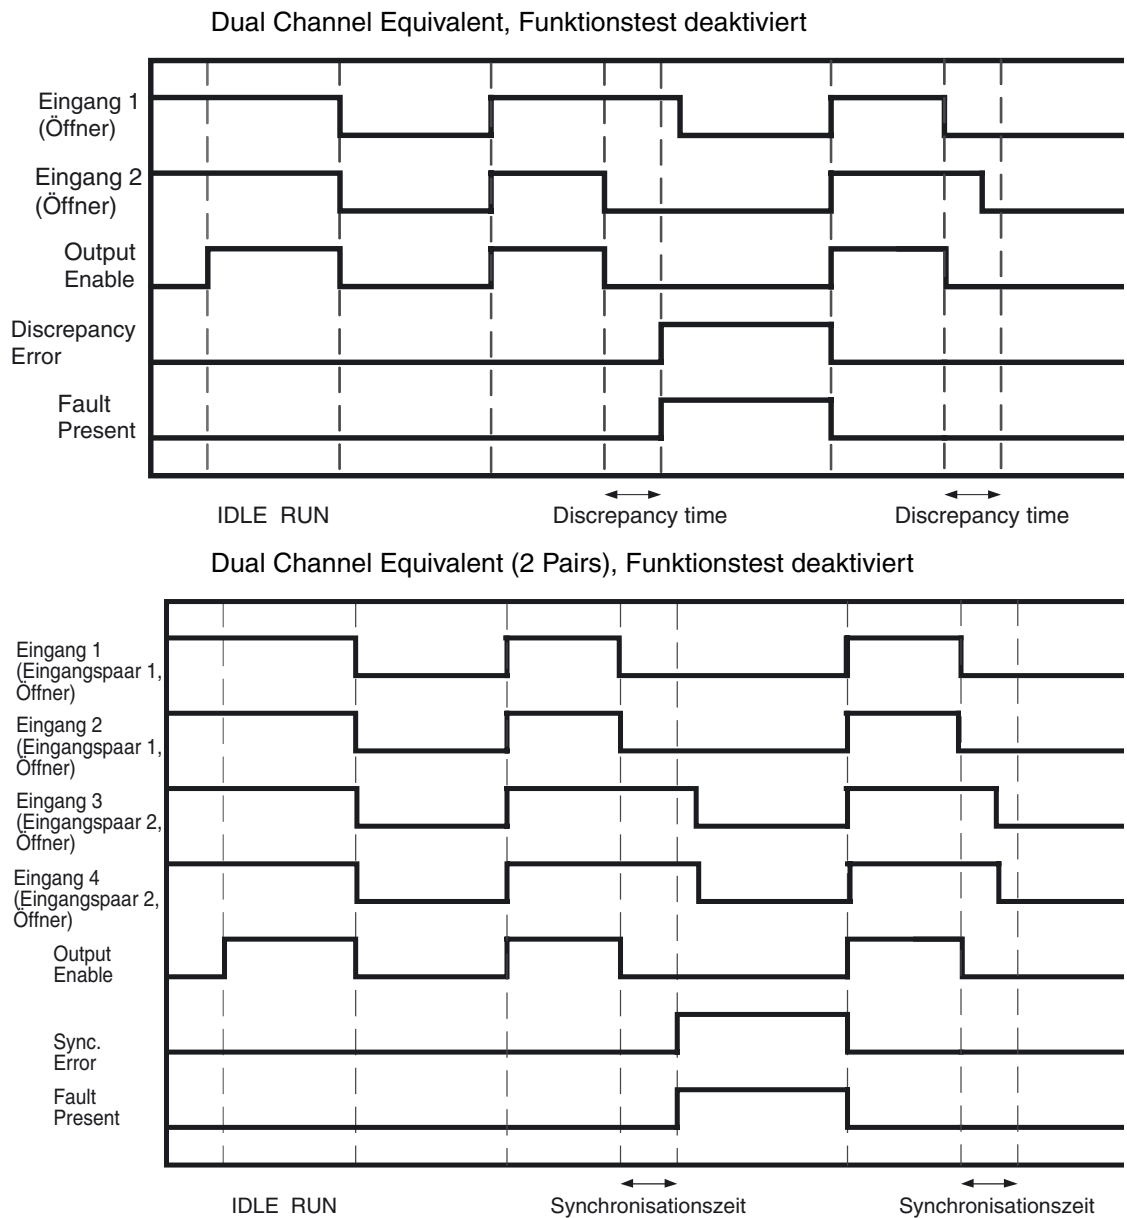 Dual Channel Equivalent, Funktionstest deaktiviert
Eingang 1
(Öffner)
Eingang 2
(Öffner)
Output
Enable
Discrepancy
Error
Fault
Present
IDLE RUN
Discrepancy time
Discrepancy time
Dual Channel Equivalent (2 Pairs), Funktionstest deaktiviert
Eingang 1
(Eingangspaar 1,
Öffner)
Eingang 2
(Eingangspaar 1,
Öffner)
Eingang 3
(Eingangspaar 2,
Öffner)
Eingang 4
(Eingangspaar 2,
Öffner)
Output
Enable
Sync.
Error
Fault
Present
IDLE RUN
Synchronisationszeit
Synchronisationszeit